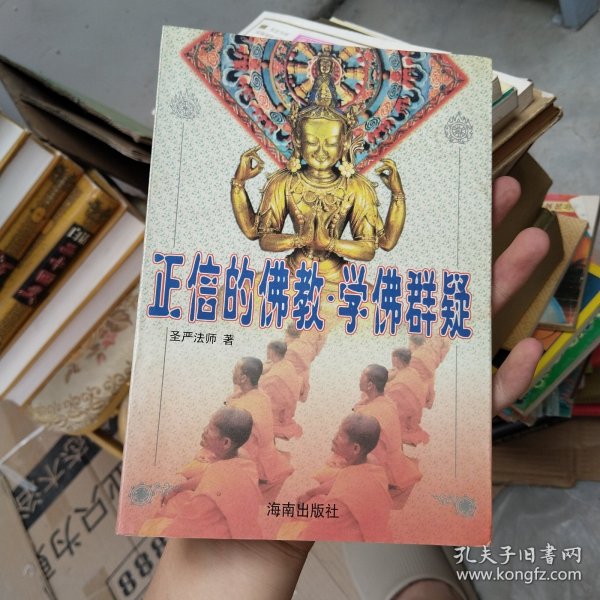 正信的佛教·学佛群疑
圣严法师 著
海南出版社
孔夫子旧书网
www.kongfz.com
888